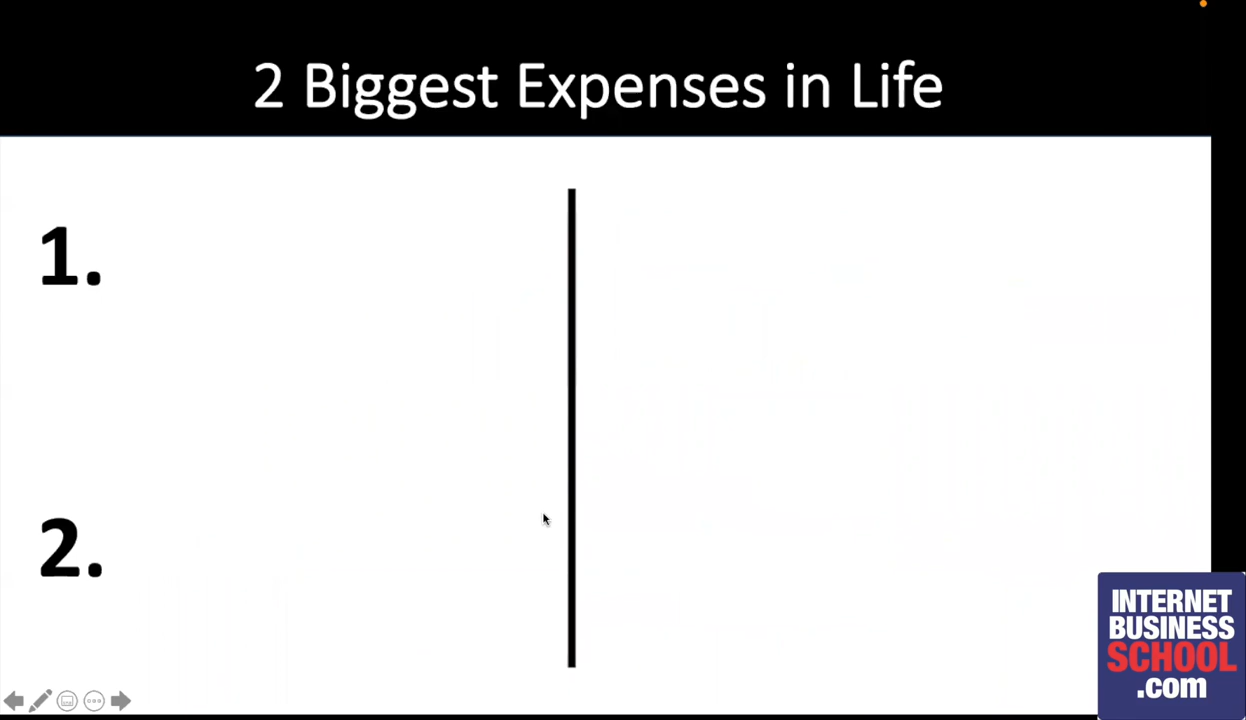 2 Biggest Expenses in Life
1.
2.
INTERNET
BUSINESS
SCHOOL
.com